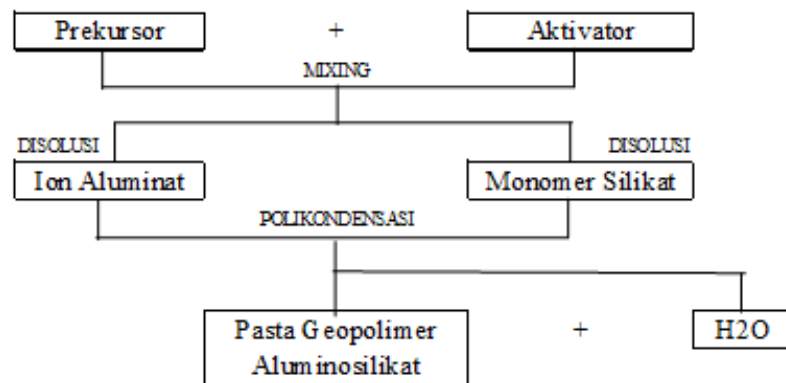 Prekursor + Aktivator
MIXING
DISOLUSI DISOLUSI
Ion Aluminat Monomer Silikat
POLIKONDENSASI
Pasta Geopolimer + H2O
Aluminosilikat